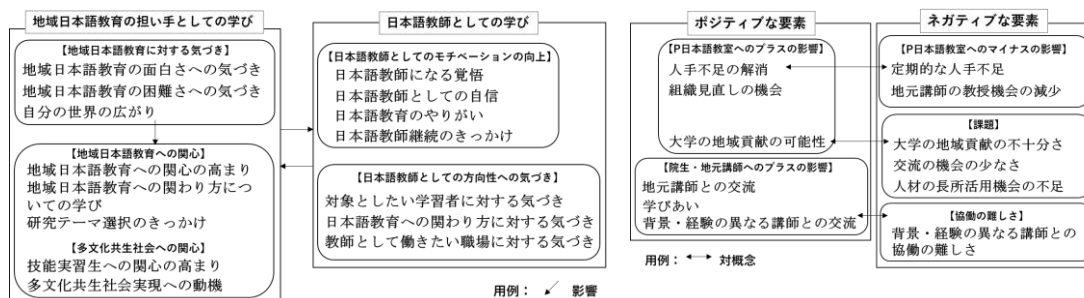 地域日本語教育の担い手としての学び
【地域日本語教育に対する気づき】
地域日本語教育の面白さへの気づき
地域日本語教育の困難さへの気づき
自分の世界の広がり
【地域日本語教育への関心】
地域日本語教育への関心の高まり
地域日本語教育への関わり方につい
ての学び
研究テーマ選択のきっかけ
【多文化共生社会への関心】
技能実習生への関心の高まり
多文化共生社会実現への動機
日本語教師としての学び
【日本語教師としてのモチベーションの向上】
日本語教師になる覚悟
日本語教師としての自信
日本語教育のやりがい
日本語教師継続のきっかけ
【日本語教師としての方向性への気づき】
対象としたい学習者に対する気づき
日本語教育への関わり方に対する気づき
教師として働きたい職場に対する気づき
用例： 影響
ポジティブな要素
【P日本語教室へのプラスの影響】
人手不足の解消
組織見直しの機会
大学の地域貢献の可能性
【院生・地元講師へのプラスの影響】
地元講師との交流
学びあい
背景・経験の異なる講師との交流
用例： 対概念
ネガティブな要素
【P日本語教室へのマイナスの影響】
定期的な人手不足
地元講師の教授機会の減少
【課題】
大学の地域貢献の不十分さ
交流の機会の少なさ
人材の長所活用機会の不足
【協働の難しさ】
背景・経験の異なる講師との
協働の難しさ